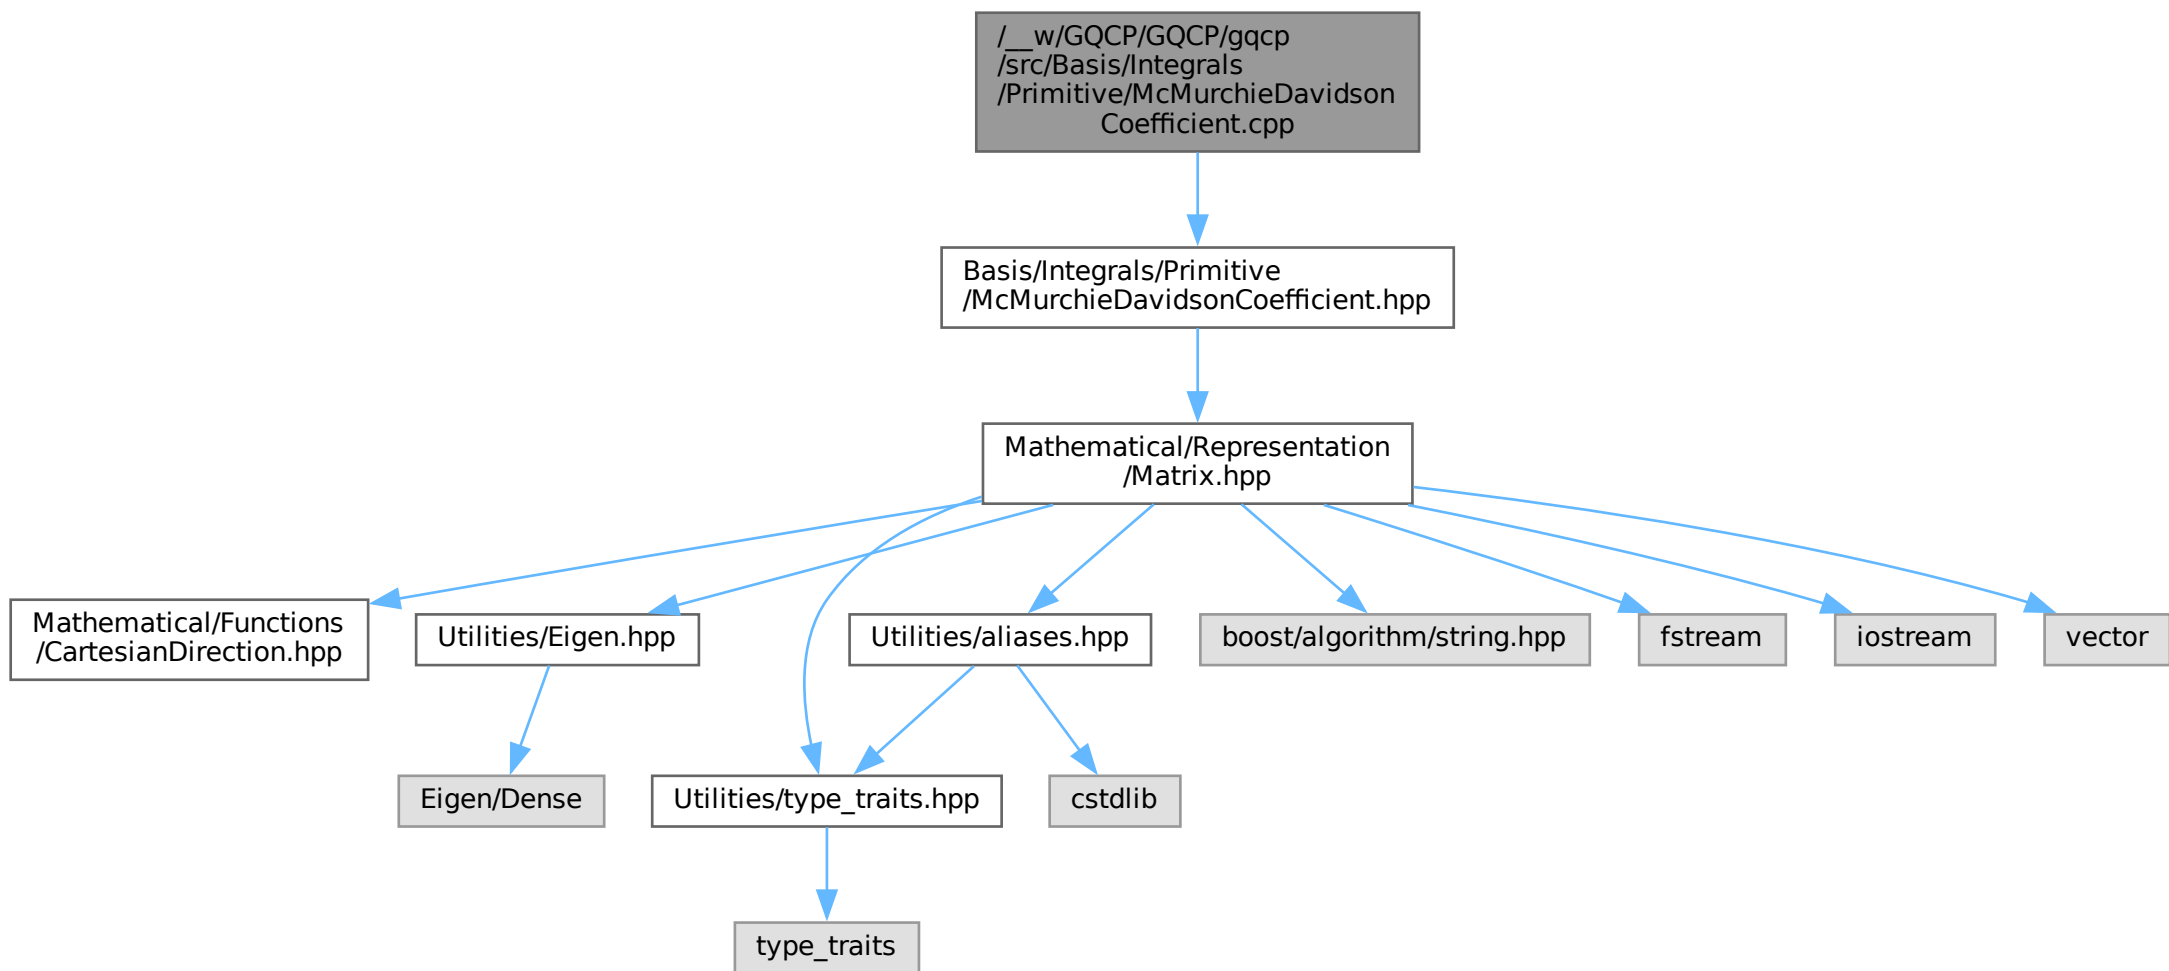 /__w/GQCP/GQCP/gqcp
/src/Basis/Integrals
/Primitive/McMurchieDavidson
Coefficient.cpp
Basis/Integrals/Primitive
/McMurchieDavidsonCoefficient.hpp
Mathematical/Representation
/Matrix.hpp
Mathematical/Functions
/CartesianDirection.hpp
Utilities/Eigen.hpp
Utilities/aliases.hpp
boost/algorithm/string.hpp
fstream
iostream
vector
Eigen/Dense
Utilities/type_traits.hpp
cstdlib
type_traits